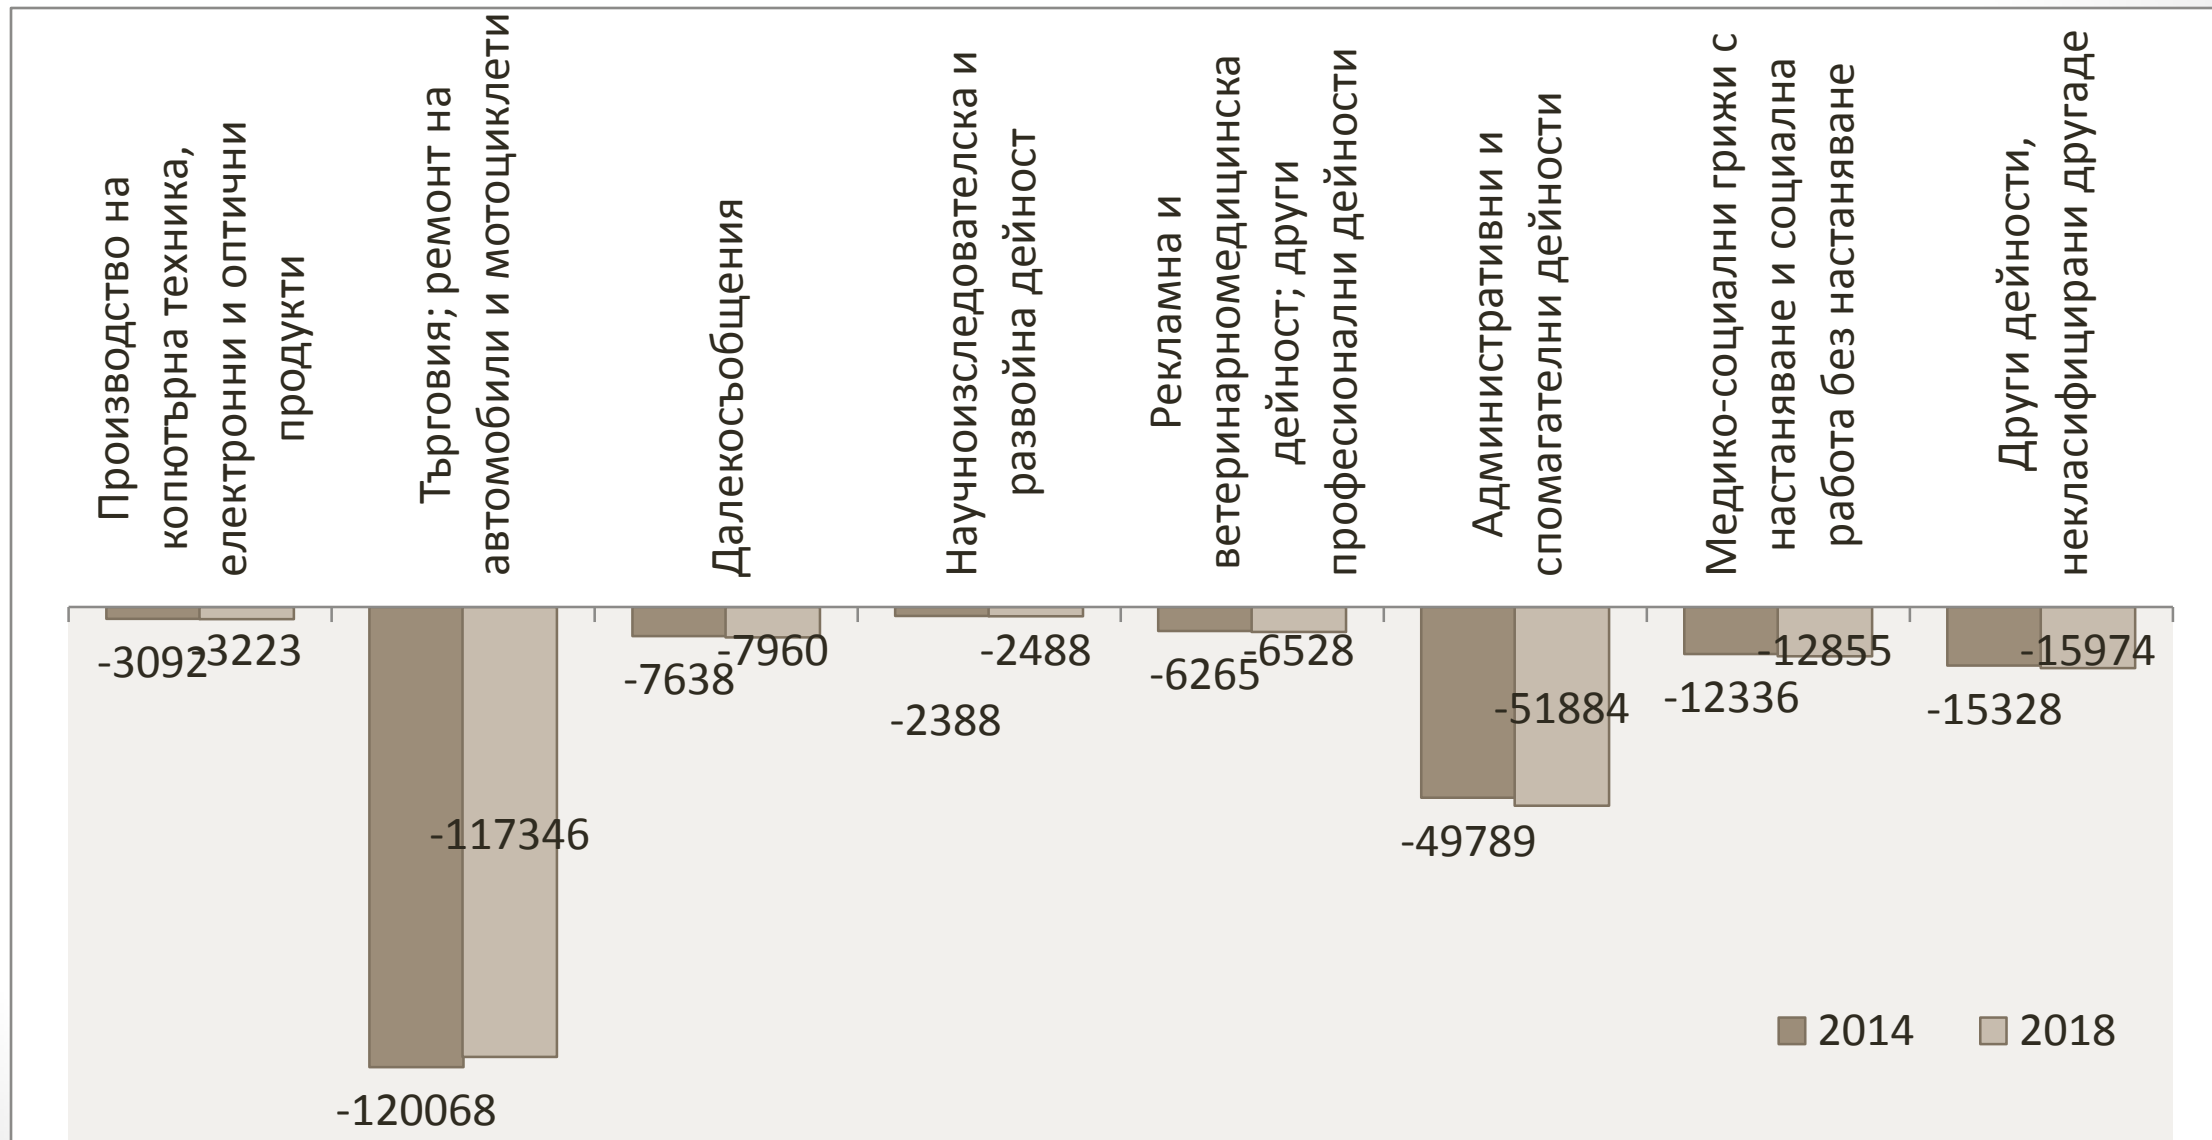 Производство на
копютърна техника,
електронни и оптични
продукти
Търговия; ремонт на
автомобили и мотоциклети
Далекосъобщения
Научноизследователска и
развойна дейност
Рекламна и
ветеринарномедицинска
дейност; други
професионални дейности
Административни и
спомагателни дейности
Медико-социални грижи с
настаняване и социална
работа без настаняване
Други дейности,
некласифицирани другаде
-3092
-3223
-120068
-117346
-7638
-7960
-2388
-2488
-6265
-6528
-49789
-51884
-12336
-12855
-15328
-15974
2014
2018